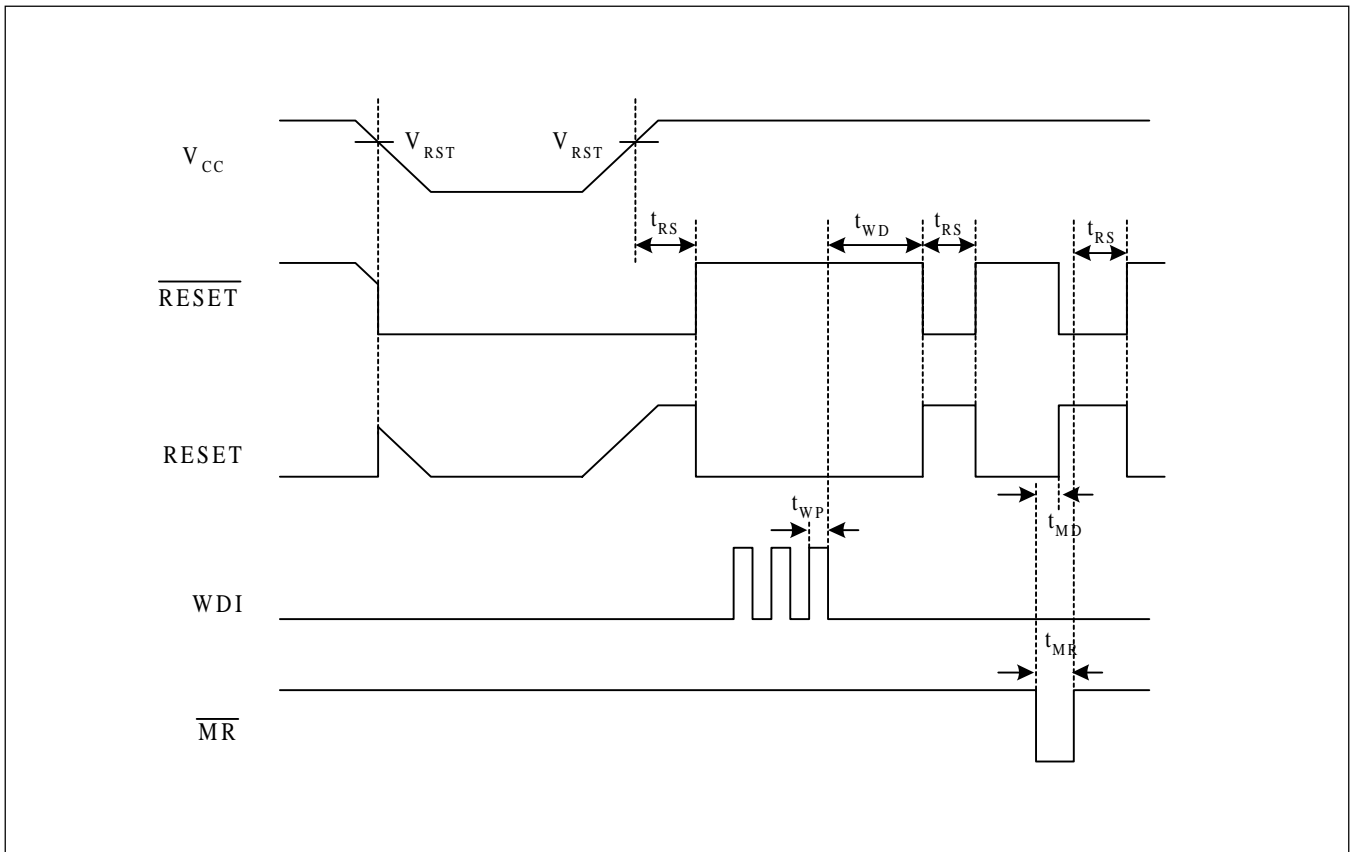 V_CC
V_RST
V_RST
t_RS
t_WD
t_RS
t_RS
RESET
RESET
t_WP
t_MD
WDI
t_MR
MR